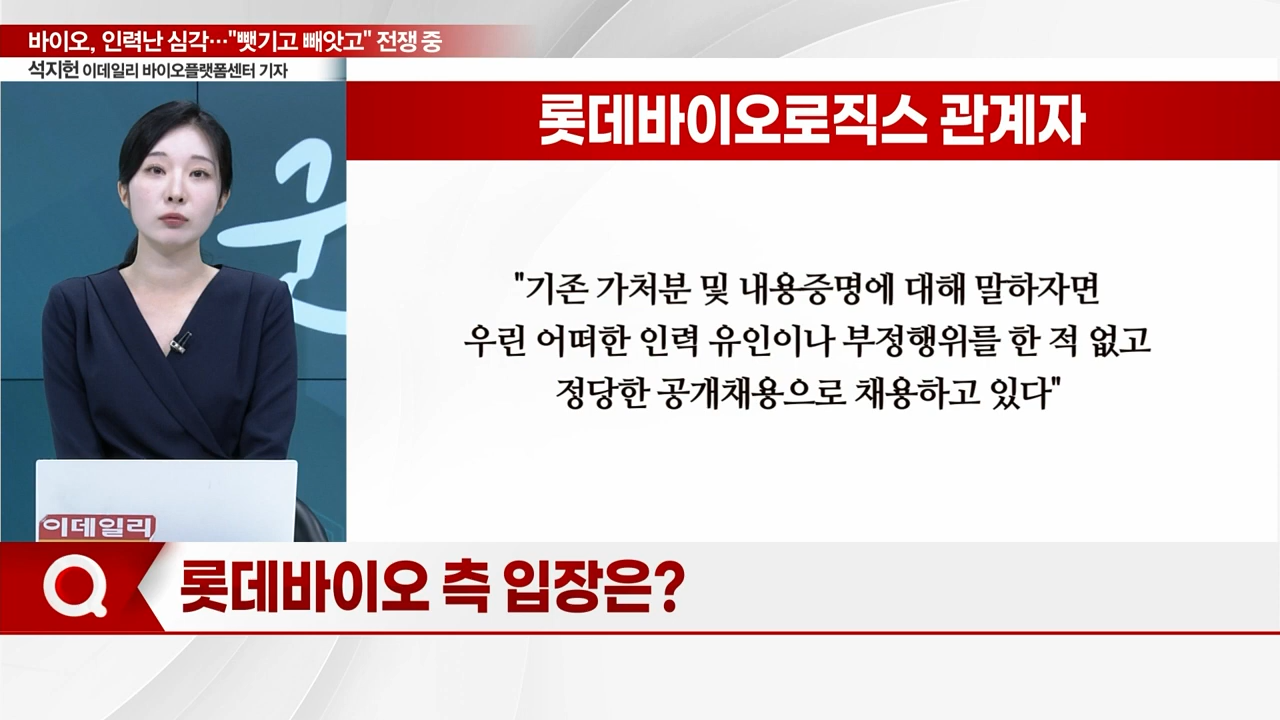 바이오, 인력난 심각…"뺏기고 빼앗고" 전쟁 중
석지헌 이데일리 바이오플랫폼센터 기자
롯데바이오로직스 관계자
"기존 가처분 및 내용증명에 대해 말하자면
우린 어떠한 인력 유인이나 부정행위를 한 적 없고
정당한 공개채용으로 채용하고 있다"
이데일리
Q 롯데바이오 측 입장은?